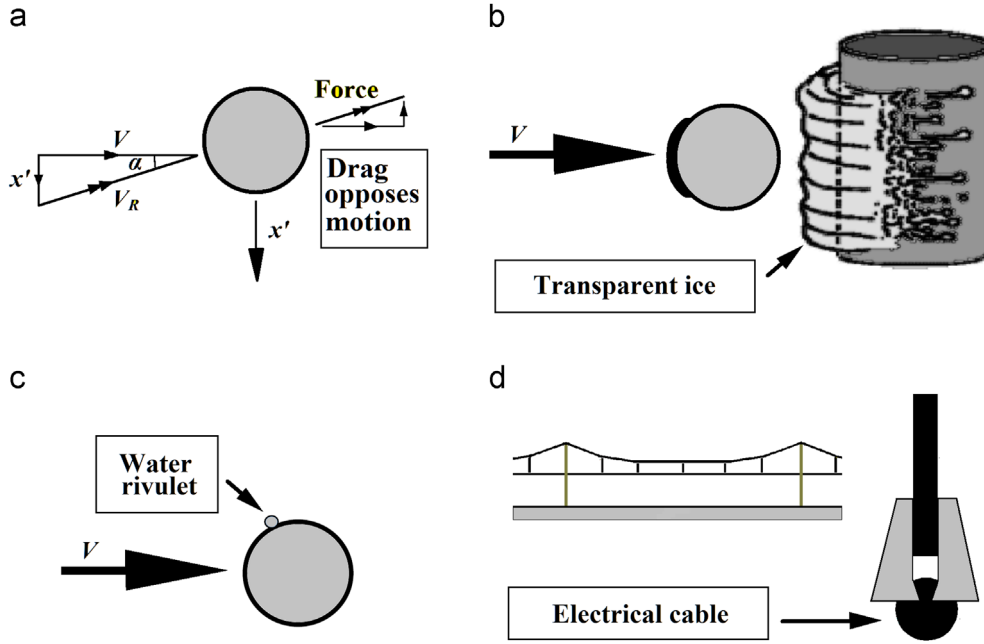 a
Force
V
α
x'
V_R
Drag
opposes
motion
x'
b
V
Transparent ice
c
Water
rivulet
V
d
Electrical cable